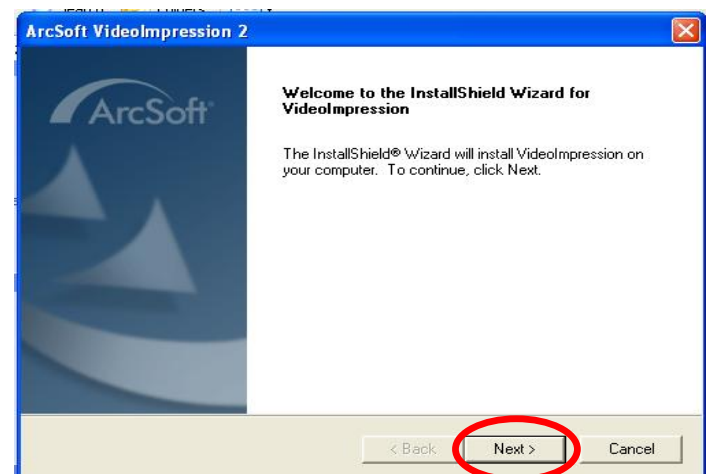 ArcSoft VideoImpression 2
ArcSoft®
Welcome to the InstallShield Wizard for
VideoImpression
The InstallShield® Wizard will install VideoImpression on
your computer. To continue, click Next.
< Back
Next >
Cancel